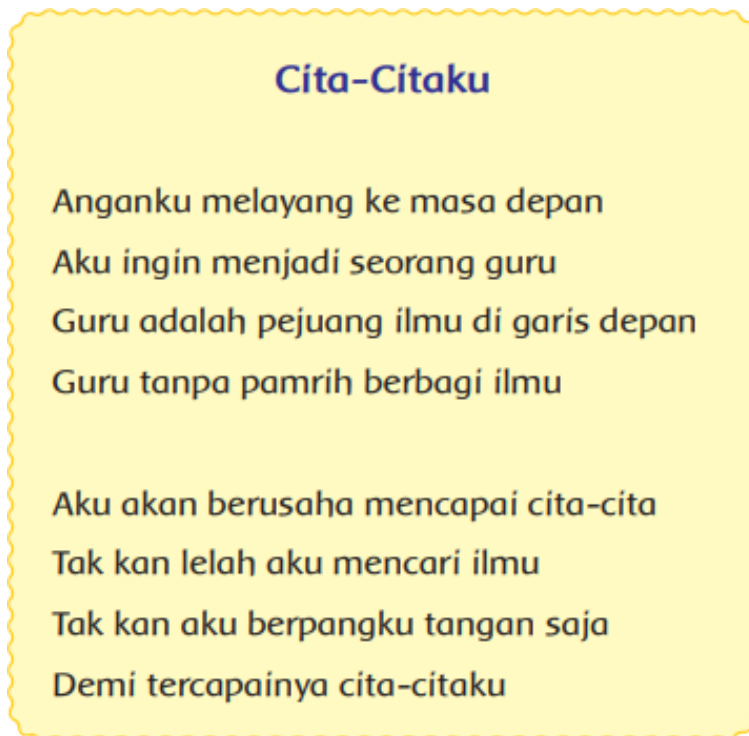 Cita-Citaku
Anganku melayang ke masa depan
Aku ingin menjadi seorang guru
Guru adalah pejuang ilmu di garis depan
Guru tanpa pamrih berbagi ilmu
Aku akan berusaha mencapai cita-cita
Tak kan lelah aku mencari ilmu
Tak kan aku berpangku tangan saja
Demi tercapainya cita-citaku